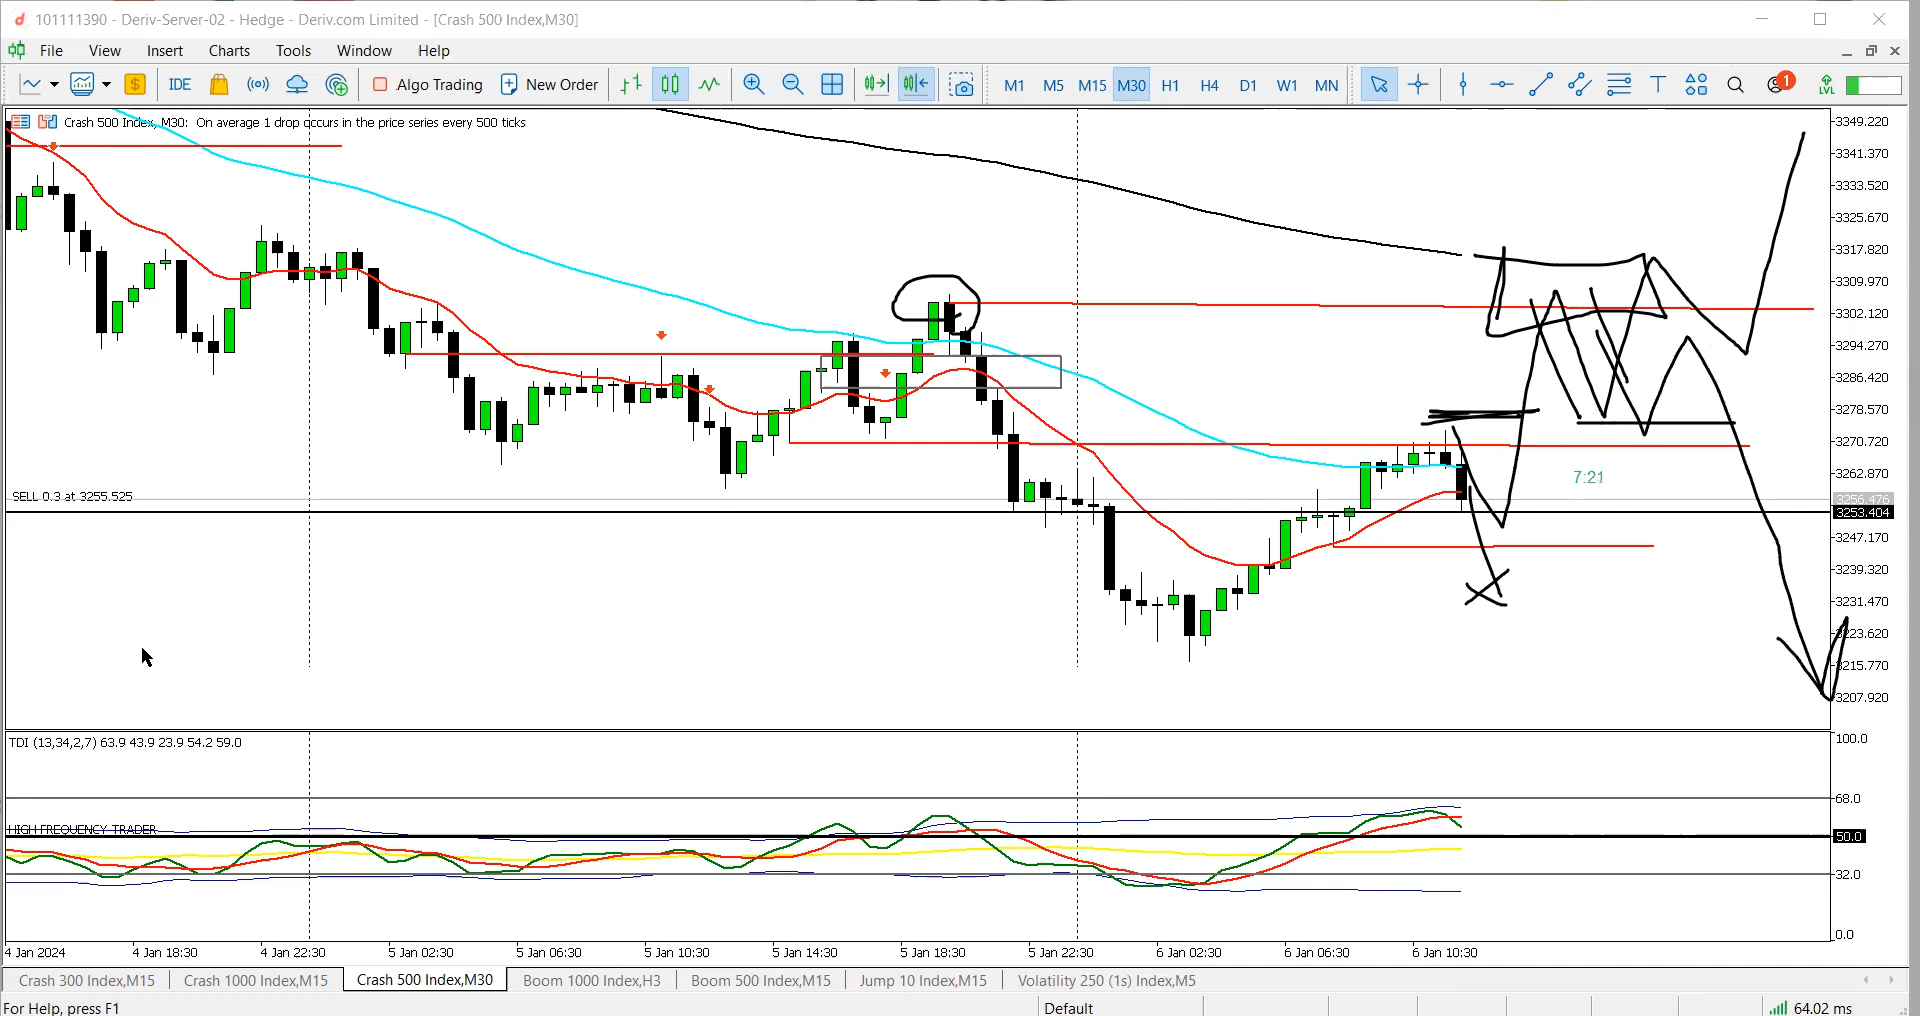 101111390 - Deriv-Server-02 - Hedge - Deriv.com Limited - [Crash 500 Index,M30]
File View Insert Charts Tools Window Help
IDE Algo Trading New Order M1 M5 M15 M30 H1 H4 D1 W1 MN T 1 LVL
Crash 500 Index, M30: On average 1 drop occurs in the price series every 500 ticks
3349.220
3341.370
3333.520
3325.670
3317.820
3309.970
3302.120
3294.270
3286.420
3278.570
3270.720
3262.870
7:21
SELL 0.3 at 3255.525
3256.476
3253.404
3247.170
3239.320
3231.470
3223.620
3215.770
3207.920
TDI (13,34,2,7) 63.9 43.9 23.9 54.2 59.0
100.0
68.0
HIGH FREQUENCY TRADER
50.0
32.0
0.0
4 Jan 2024 4 Jan 18:30 4 Jan 22:30 5 Jan 02:30 5 Jan 06:30 5 Jan 10:30 5 Jan 14:30 5 Jan 18:30 5 Jan 22:30 6 Jan 02:30 6 Jan 06:30 6 Jan 10:30
Crash 300 Index,M15 Crash 1000 Index,M15 Crash 500 Index,M30 Boom 1000 Index,H3 Boom 500 Index,M15 Jump 10 Index,M15 Volatility 250 (1s) Index,M5
For Help, press F1 Default 64.02 ms